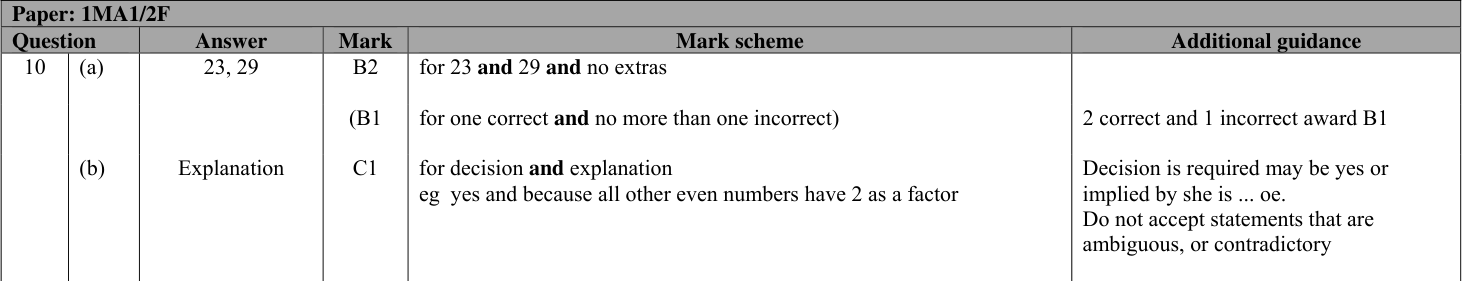 Paper: 1MA1/2F
Question Answer Mark Mark scheme Additional guidance
10 (a) 23, 29 B2 for 23 and 29 and no extras
(B1 for one correct and no more than one incorrect) 2 correct and 1 incorrect award B1
(b) Explanation C1 for decision and explanation Decision is required may be yes or
eg yes and because all other even numbers have 2 as a factor implied by she is ... oe.
Do not accept statements that are
ambiguous, or contradictory